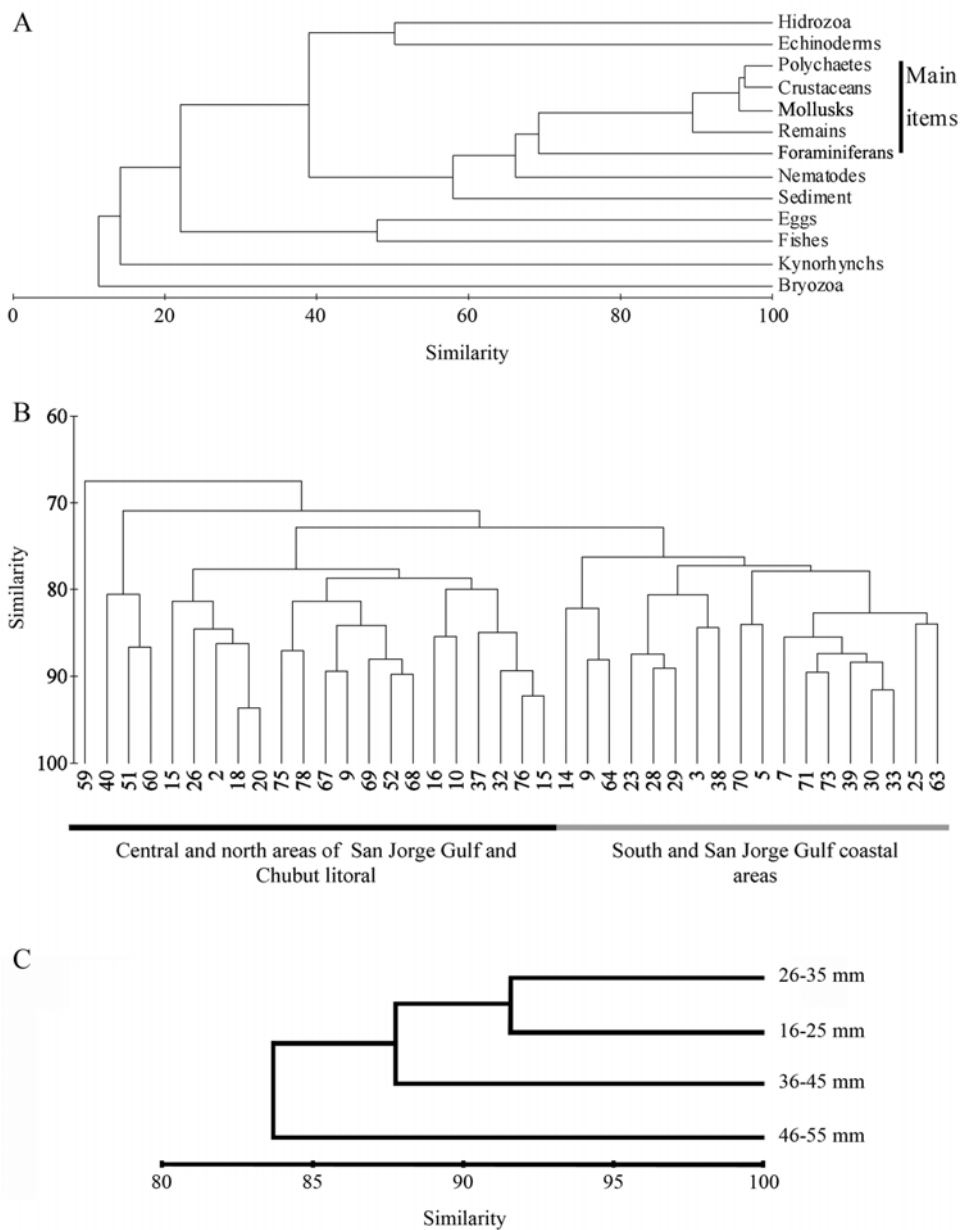 A
Hidrozoa
Echinoderms
Polychaetes
Crustaceans
Mollusks
Remains
Foraminiferans
Nematodes
Sediment
Eggs
Fishes
Kynorhynchs
Bryozoa
Main
items
0 20 40 60 80 100
Similarity
B
60
70
80
90
100
Similarity
59 40 51 60 15 26 2 18 20 75 78 67 9 69 52 68 16 10 37 32 76 15 14 9 64 23 28 29 3 38 70 5 7 71 73 39 30 33 25 63
Central and north areas of San Jorge Gulf and
Chubut litoral
South and San Jorge Gulf coastal
areas
C
26-35 mm
16-25 mm
36-45 mm
46-55 mm
80 85 90 95 100
Similarity